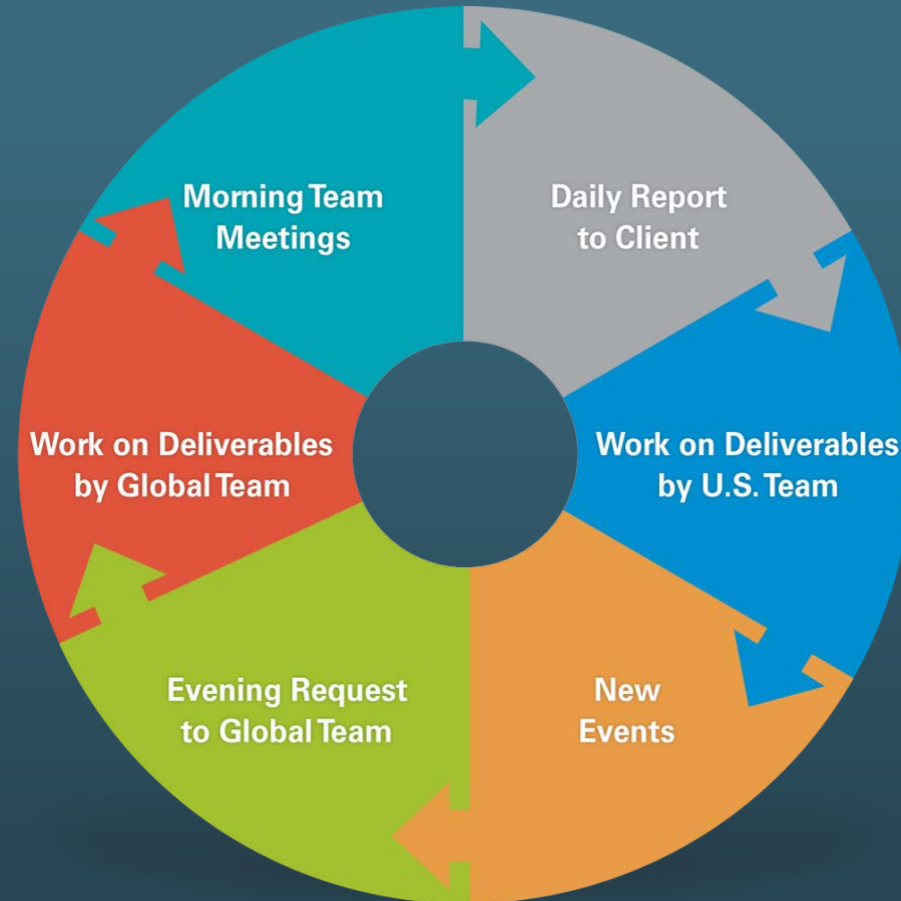 Morning Team
Meetings
Daily Report
to Client
Work on Deliverables
by U.S. Team
New
Events
Evening Request
to Global Team
Work on Deliverables
by Global Team